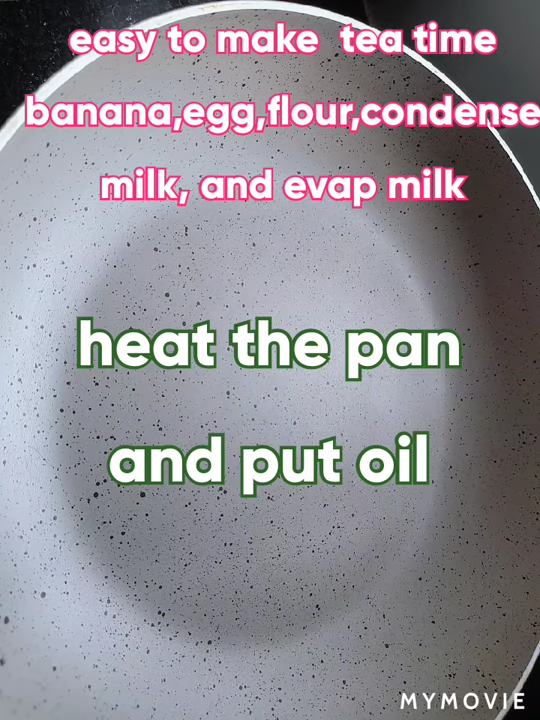 easy to make  tea time
banana,egg,flour,condense
milk, and evap milk
heat the pan
and put oil
MYMOVIE